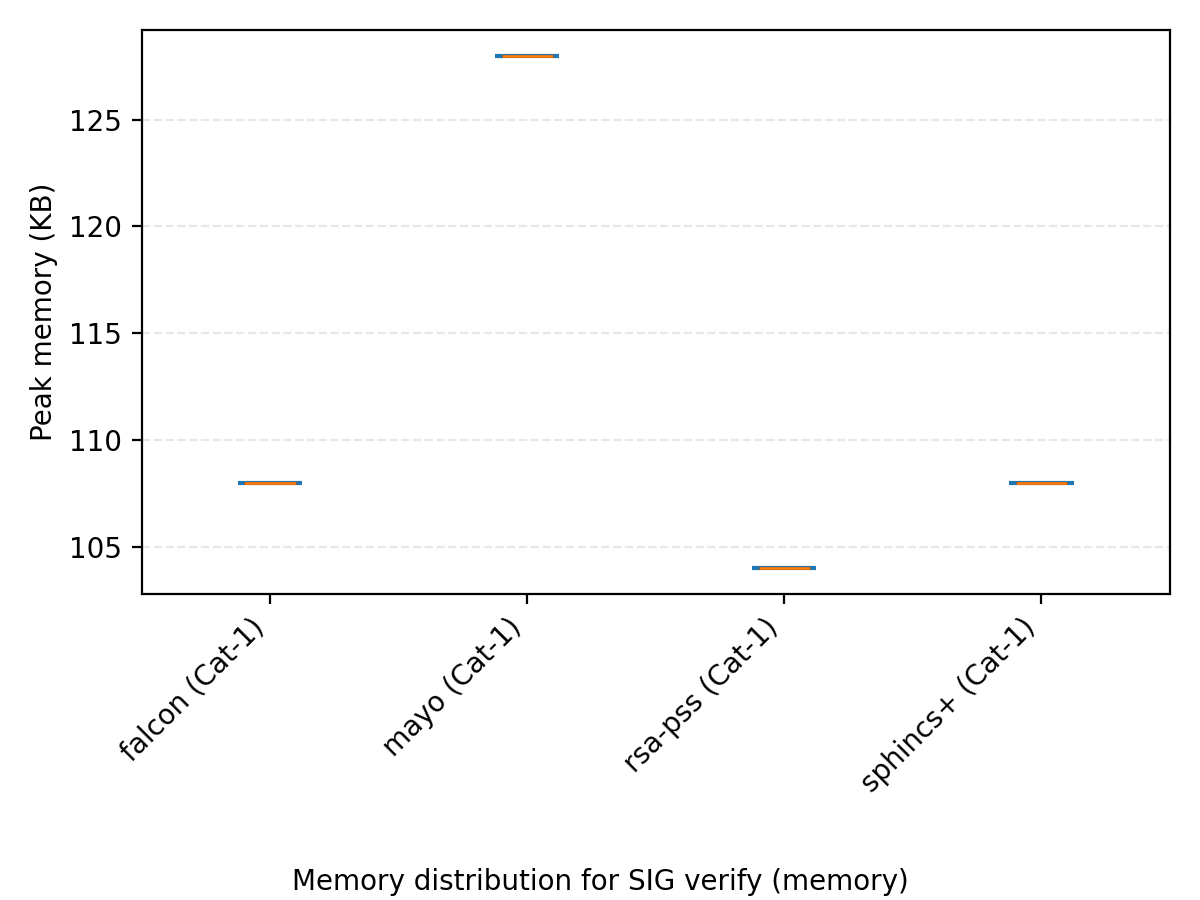 125
120
115
110
105
Peak memory (KB)
falcon (Cat-1)
mayo (Cat-1)
rsa-pss (Cat-1)
sphincs+ (Cat-1)
Memory distribution for SIG verify (memory)